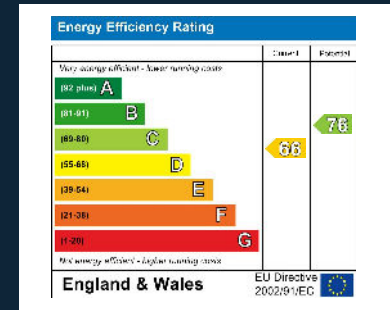 Energy Efficiency Rating
Current Potential
Very energy efficient - lower running costs
(92 plus) A
(81-91) B
(69-80) C
(55-68) D
(39-54) E
(21-38) F
(1-20) G
66
76
Not energy efficient - higher running costs
England & Wales
EU Directive
2002/91/EC